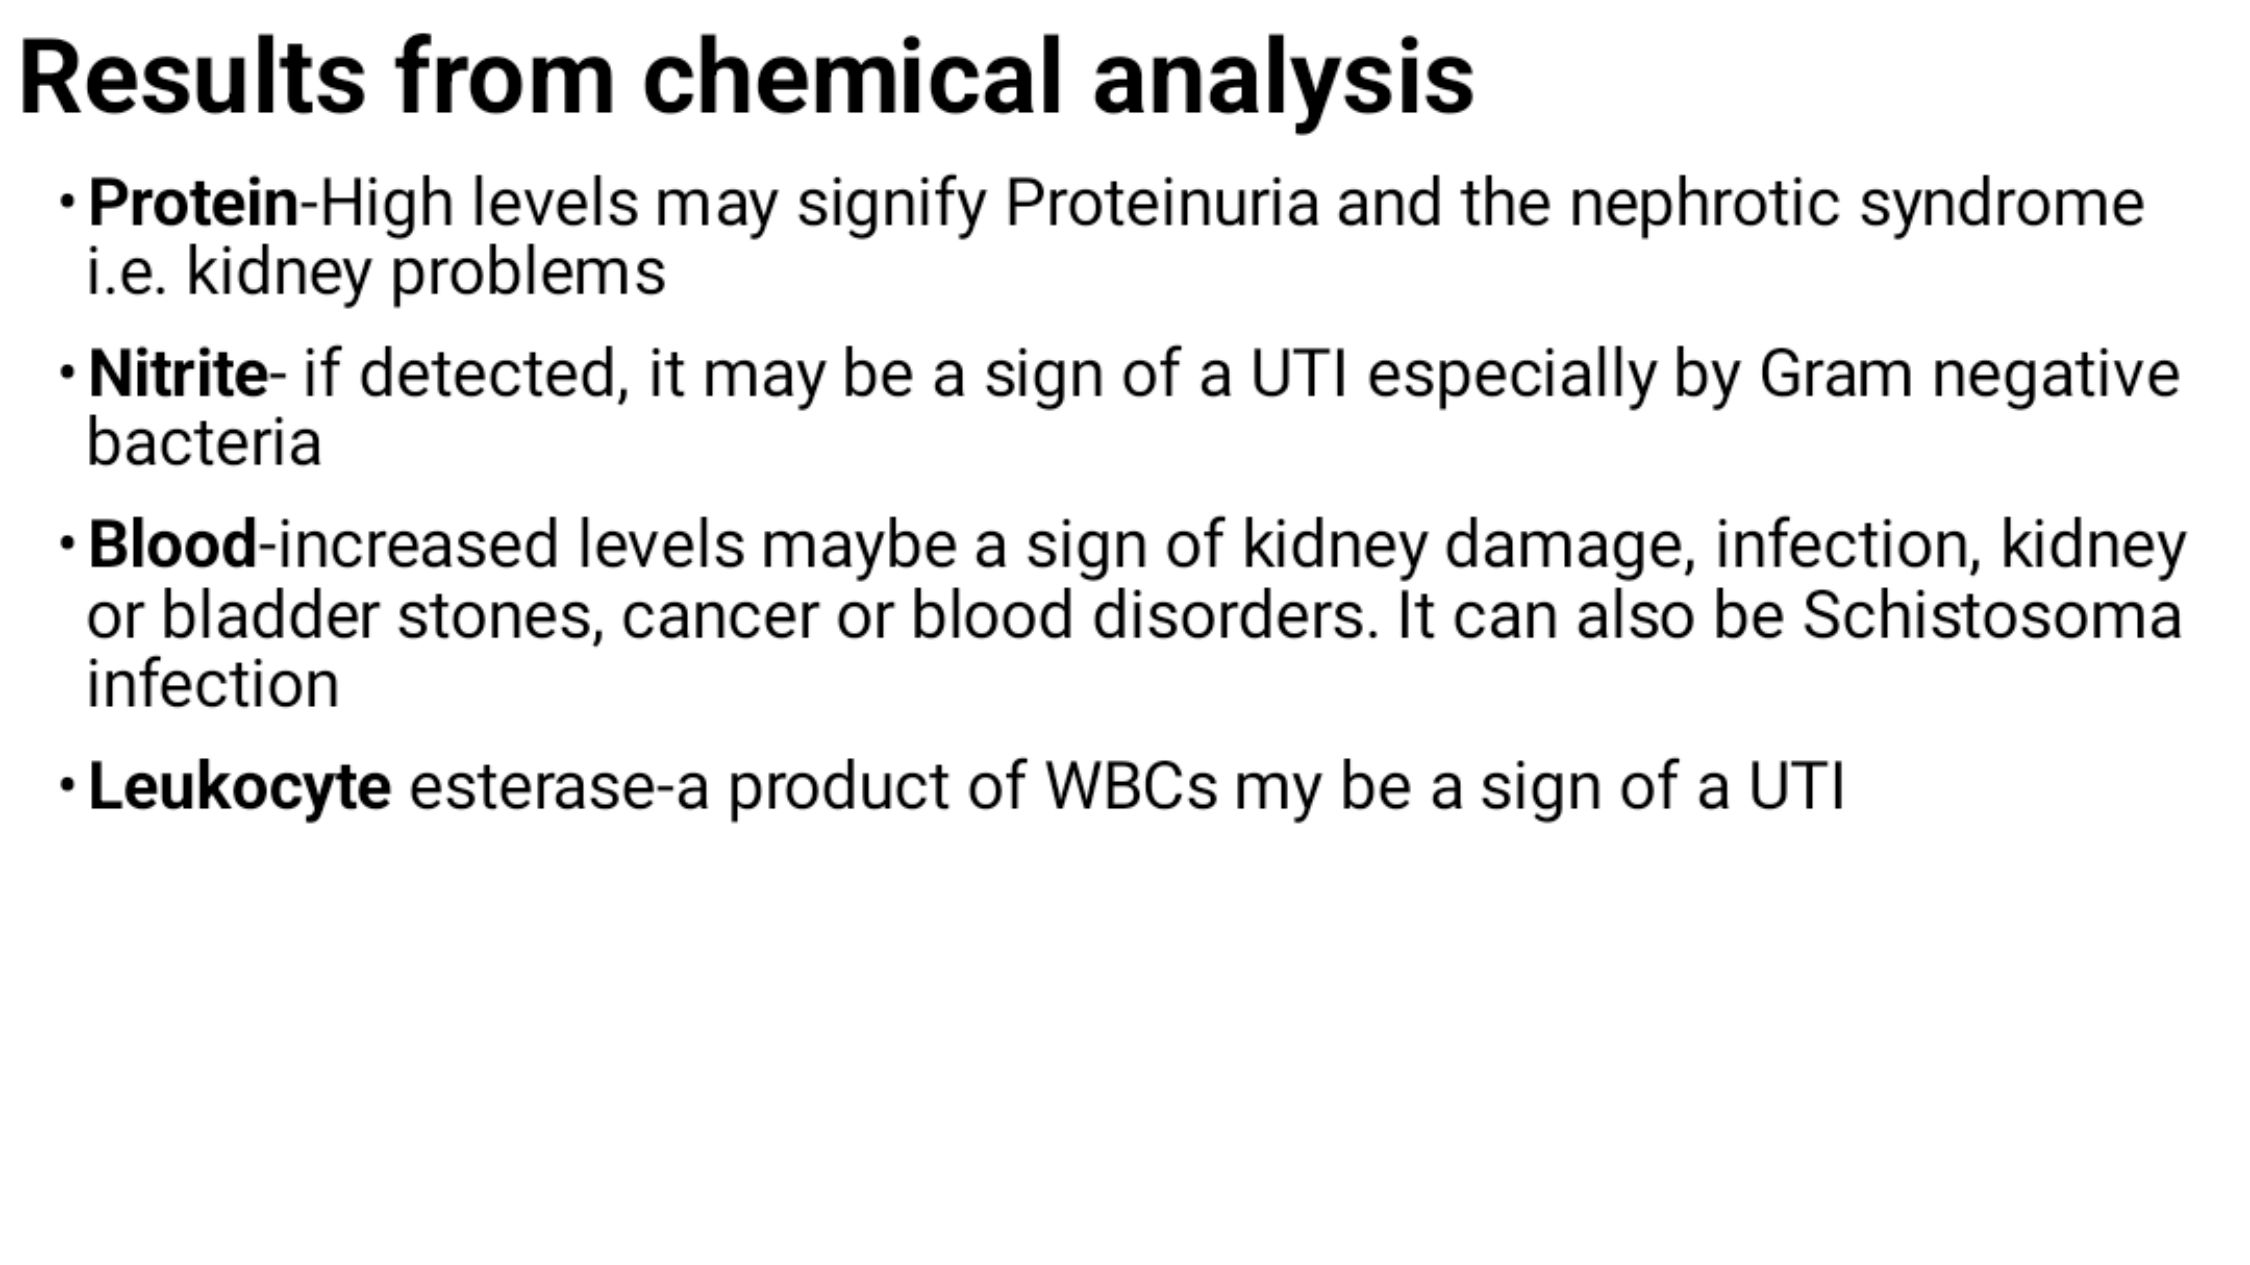 Results from chemical analysis
• Protein-High levels may signify Proteinuria and the nephrotic syndrome
i.e. kidney problems
• Nitrite- if detected, it may be a sign of a UTI especially by Gram negative
bacteria
• Blood-increased levels maybe a sign of kidney damage, infection, kidney
or bladder stones, cancer or blood disorders. It can also be Schistosoma
infection
• Leukocyte esterase-a product of WBCs my be a sign of a UTI